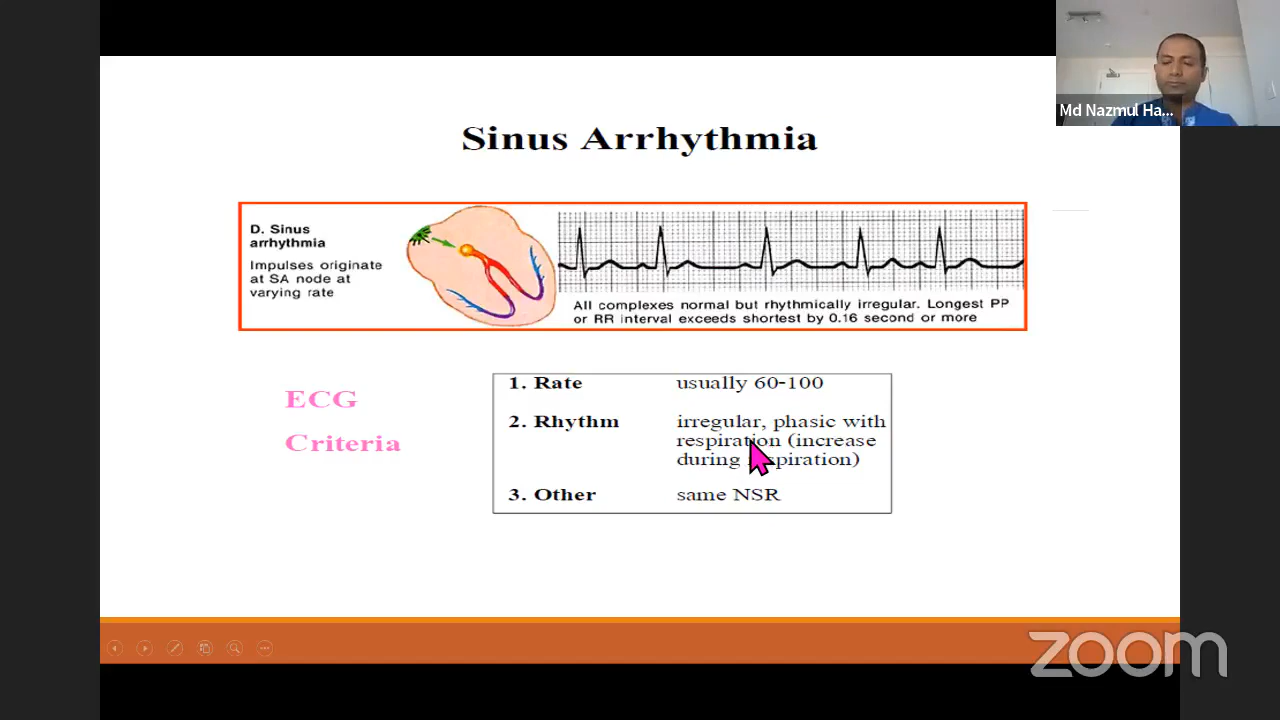 Md Nazmul Ha...
Sinus Arrhythmia
D. Sinus
arrhythmia
Impulses originate
at SA node at
varying rate
All complexes normal but rhythmically irregular. Longest PP
or RR interval exceeds shortest by 0.16 second or more
ECG
Criteria
1. Rate usually 60-100
2. Rhythm irregular, phasic with
respiration (increase
during
3. Other same NSR
zoom